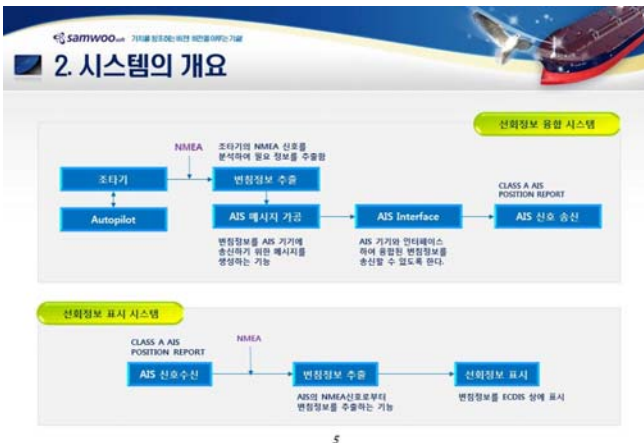 samwoo
2. 시스템의 개요
선회정보 융합 시스템
NMEA
조타기의 NMEA 신호를
분석하여 필요 정보를 추출함
조타기
변침정보 추출
Autopilot
AIS 메시지 가공
AIS Interface
CLASS A AIS
POSITION REPORT
AIS 신호 송신
변침정보를 AIS 기기에
송신하기 위한 메시지를
생성하는 기능
AIS 기기와 인터페이스
하여 융합된 변침정보를
송신할 수 있도록 한다.
선회정보 표시 시스템
CLASS A AIS
POSITION REPORT
NMEA
AIS 신호수신
변침정보 추출
선회정보 표시
AIS의 NMEA신호로부터
변침정보를 추출하는 기능
변침정보를 ECDIS 상에 표시
5